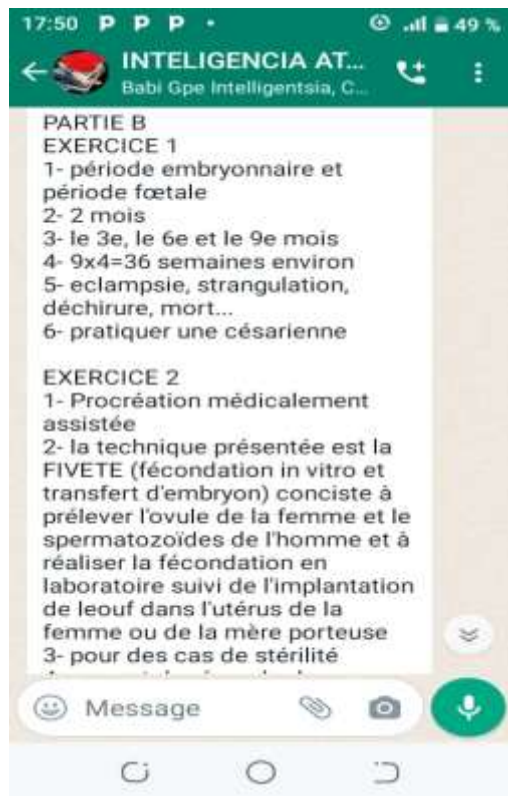 17:50 P P P • 49 %
INTELIGENCIA AT...
Babi Gpe Intelligentsia, C...
PARTIE B
EXERCICE 1
1- période embryonnaire et
période fœtale
2- 2 mois
3- le 3e, le 6e et le 9e mois
4- 9x4=36 semaines environ
5- eclampsie, strangulation,
déchirure, mort...
6- pratiquer une césarienne
EXERCICE 2
1- Procréation médicalement
assistée
2- la technique présentée est la
FIVETE (fécondation in vitro et
transfert d'embryon) conciste à
prélever l'ovule de la femme et le
spermatozoïdes de l'homme et à
réaliser la fécondation en
laboratoire suivi de l'implantation
de leouf dans l'utérus de la
femme ou de la mère porteuse
3- pour des cas de stérilité
Message